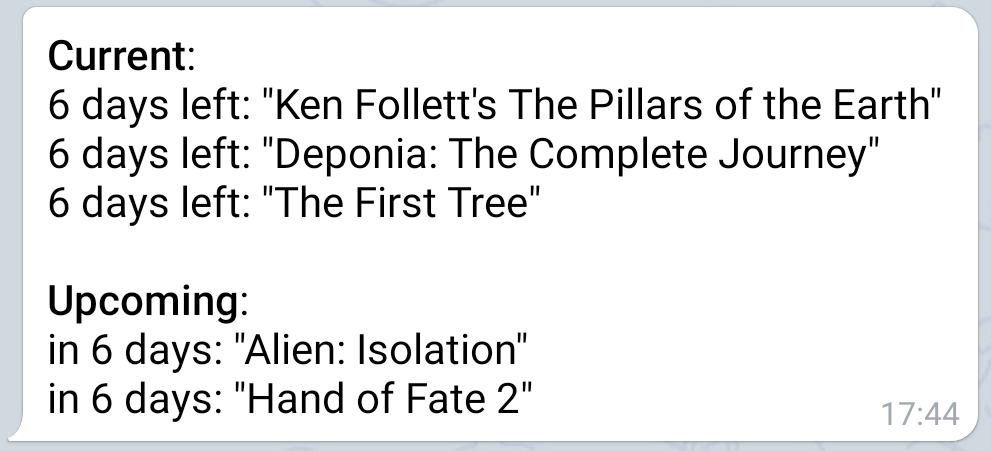 Current:
6 days left: "Ken Follett's The Pillars of the Earth"
6 days left: "Deponia: The Complete Journey"
6 days left: "The First Tree"
Upcoming:
in 6 days: "Alien: Isolation"
in 6 days: "Hand of Fate 2"
17:44